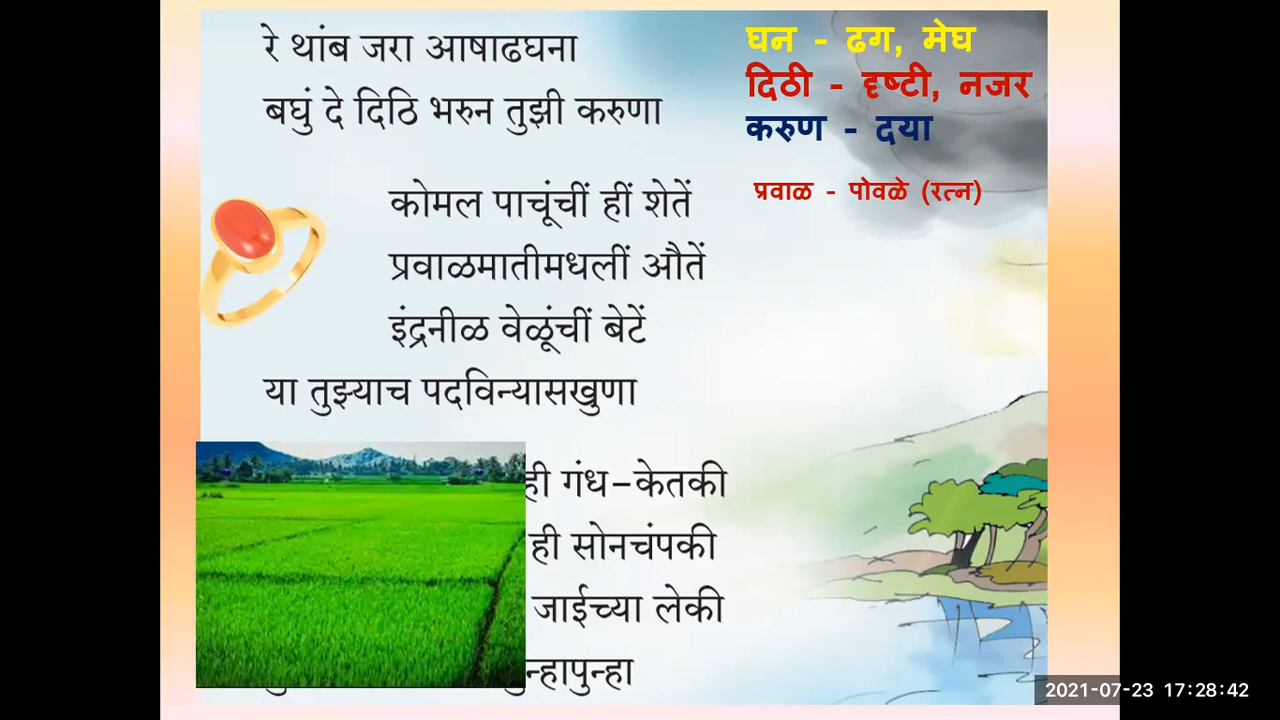 रे थांब जरा आषाढघना
बघुं दे दिठि भरुन तुझी करुणा
कोमल पाचूंचीं हीं शेतें
प्रवाळमातीमधलीं औतें
इंद्रनीळ वेळूंचीं बेटें
या तुझ्याच पदविन्यासखुणा
ही गंध-केतकी
ही सोनचंपकी
जाईच्या लेकी
घन - ढग, मेघ
दिठी - दृष्टी, नजर
करुण - दया
प्रवाळ - पोवळे (रत्न)
2021-07-23 17:28:42